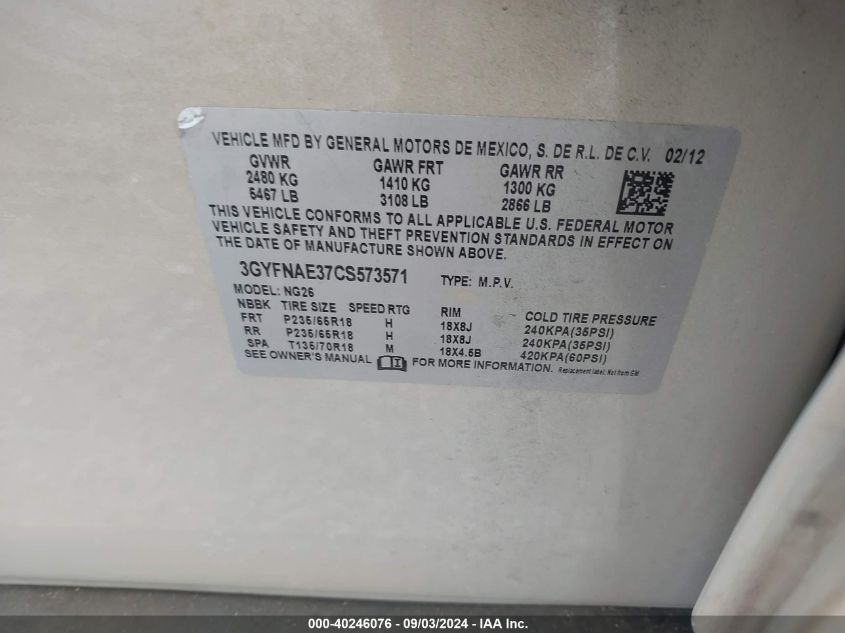 VEHICLE MFD BY GENERAL MOTORS DE MEXICO, S. DE R.L. DE C.V. 02/12
GVWR GAWR FRT GAWR RR
2480 KG 1410 KG 1300 KG
5467 LB 3108 LB 2866 LB
THIS VEHICLE CONFORMS TO ALL APPLICABLE U.S. FEDERAL MOTOR
VEHICLE SAFETY AND THEFT PREVENTION STANDARDS IN EFFECT ON
THE DATE OF MANUFACTURE SHOWN ABOVE.
3GYFNAE37CS573571 TYPE: M.P.V.
MODEL: NG26
NBBK TIRE SIZE SPEED RTG RIM COLD TIRE PRESSURE
FRT P235/65R18 H 18X8J 240KPA(35PSI)
RR P235/65R18 H 18X8J 240KPA(35PSI)
SPA T135/70R18 M 18X4.5B 420KPA(60PSI)
SEE OWNER'S MANUAL FOR MORE INFORMATION. Replacement label: Not from GM
000-40246076 - 09/03/2024 - IAA Inc.